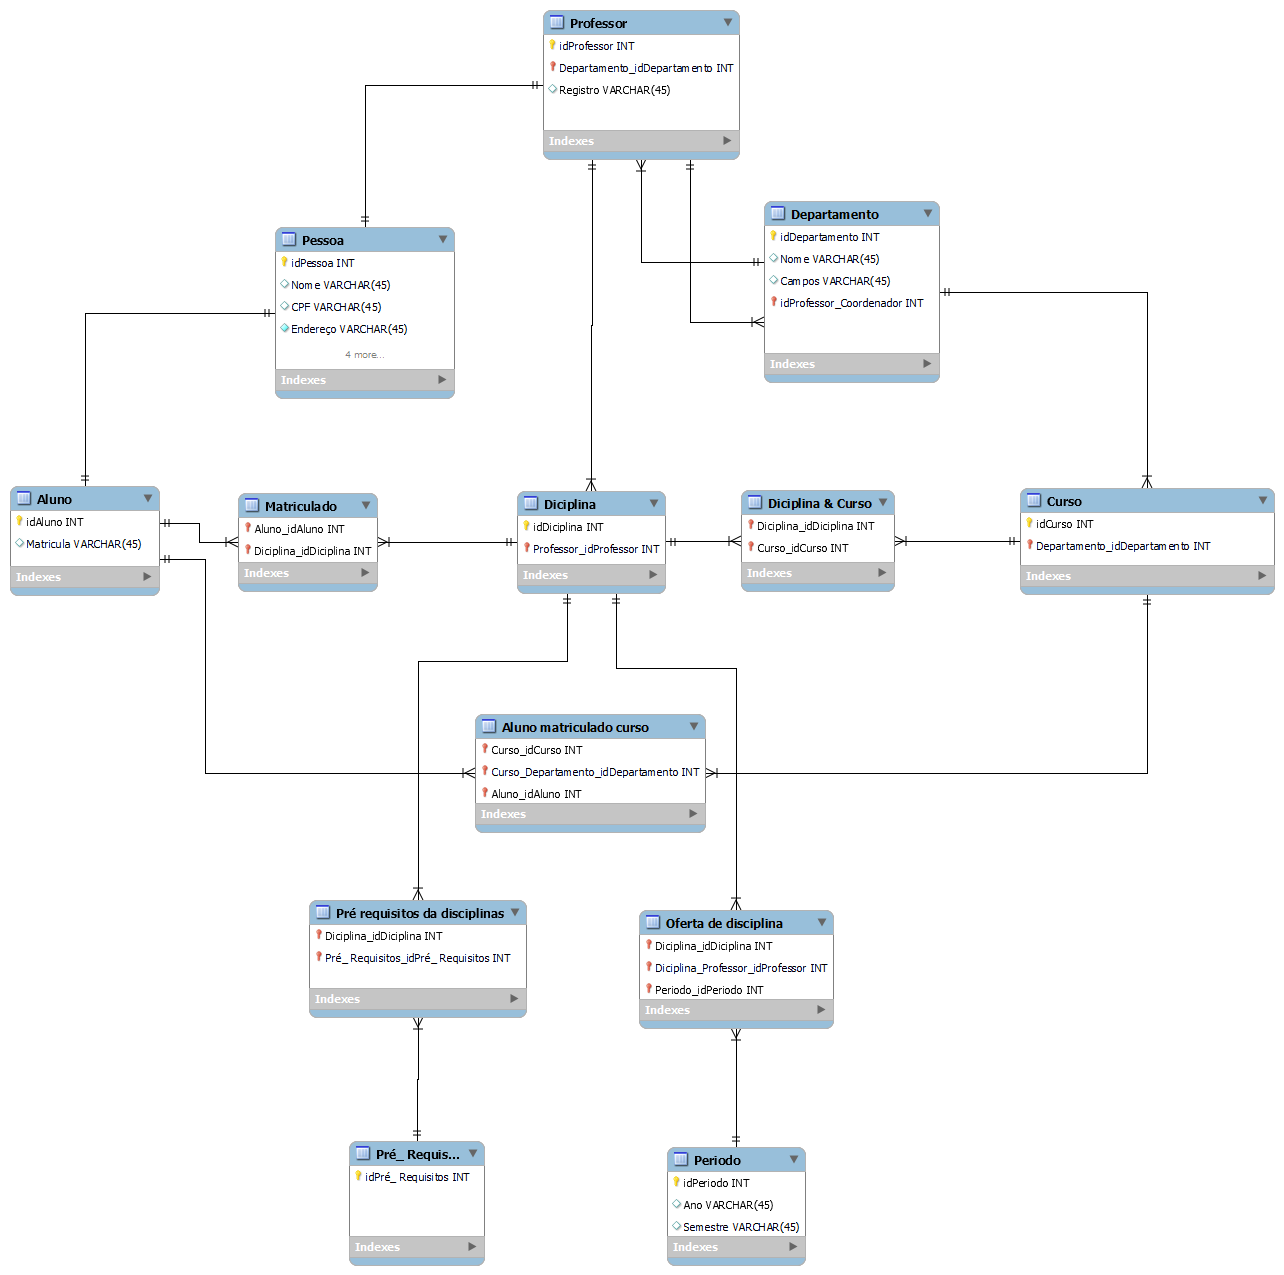 Professor
idProfessor INT
Departamento_idDepartamento INT
Registro VARCHAR(45)
Indexes
Departamento
idDepartamento INT
Nome VARCHAR(45)
Campos VARCHAR(45)
idProfessor_Coordenador INT
Indexes
Pessoa
idPessoa INT
Nome VARCHAR(45)
CPF VARCHAR(45)
Endereço VARCHAR(45)
4 more...
Indexes
Aluno
idAluno INT
Matricula VARCHAR(45)
Indexes
Matriculado
Aluno_idAluno INT
Diciplina_idDiciplina INT
Indexes
Diciplina
idDiciplina INT
Professor_idProfessor INT
Indexes
Diciplina & Curso
Diciplina_idDiciplina INT
Curso_idCurso INT
Indexes
Curso
idCurso INT
Departamento_idDepartamento INT
Indexes
Aluno matriculado curso
Curso_idCurso INT
Curso_Departamento_idDepartamento INT
Aluno_idAluno INT
Indexes
Pré requisitos da disciplinas
Diciplina_idDiciplina INT
Pré_ Requisitos_idPré_ Requisitos INT
Indexes
Oferta de disciplina
Diciplina_idDiciplina INT
Diciplina_Professor_idProfessor INT
Periodo_idPeriodo INT
Indexes
Pré_ Requis...
idPré_ Requisitos INT
Indexes
Periodo
idPeriodo INT
Ano VARCHAR(45)
Semestre VARCHAR(45)
Indexes